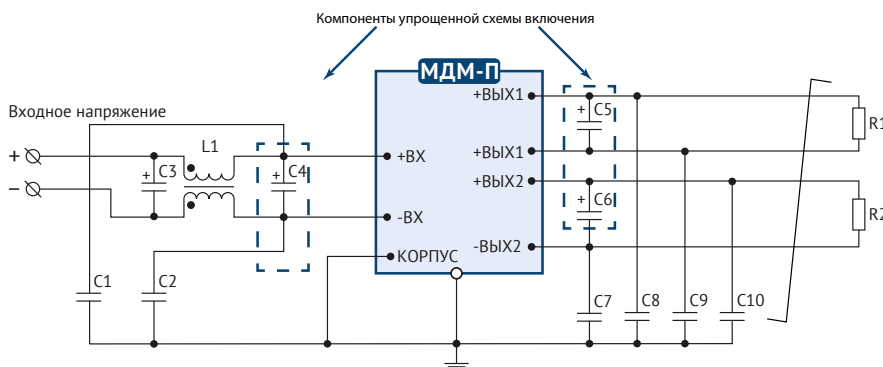 Компоненты упрощенной схемы включения
МДМ-П
Входное напряжение
+ВЫХ1
+ C5
R1
L1
+
+ C3
+ C4
+ВХ
+ВЫХ1
+ВЫХ2
–
+ C6
R2
-ВХ
-ВЫХ2
КОРПУС
C1
C2
C7
C8
C9
C10